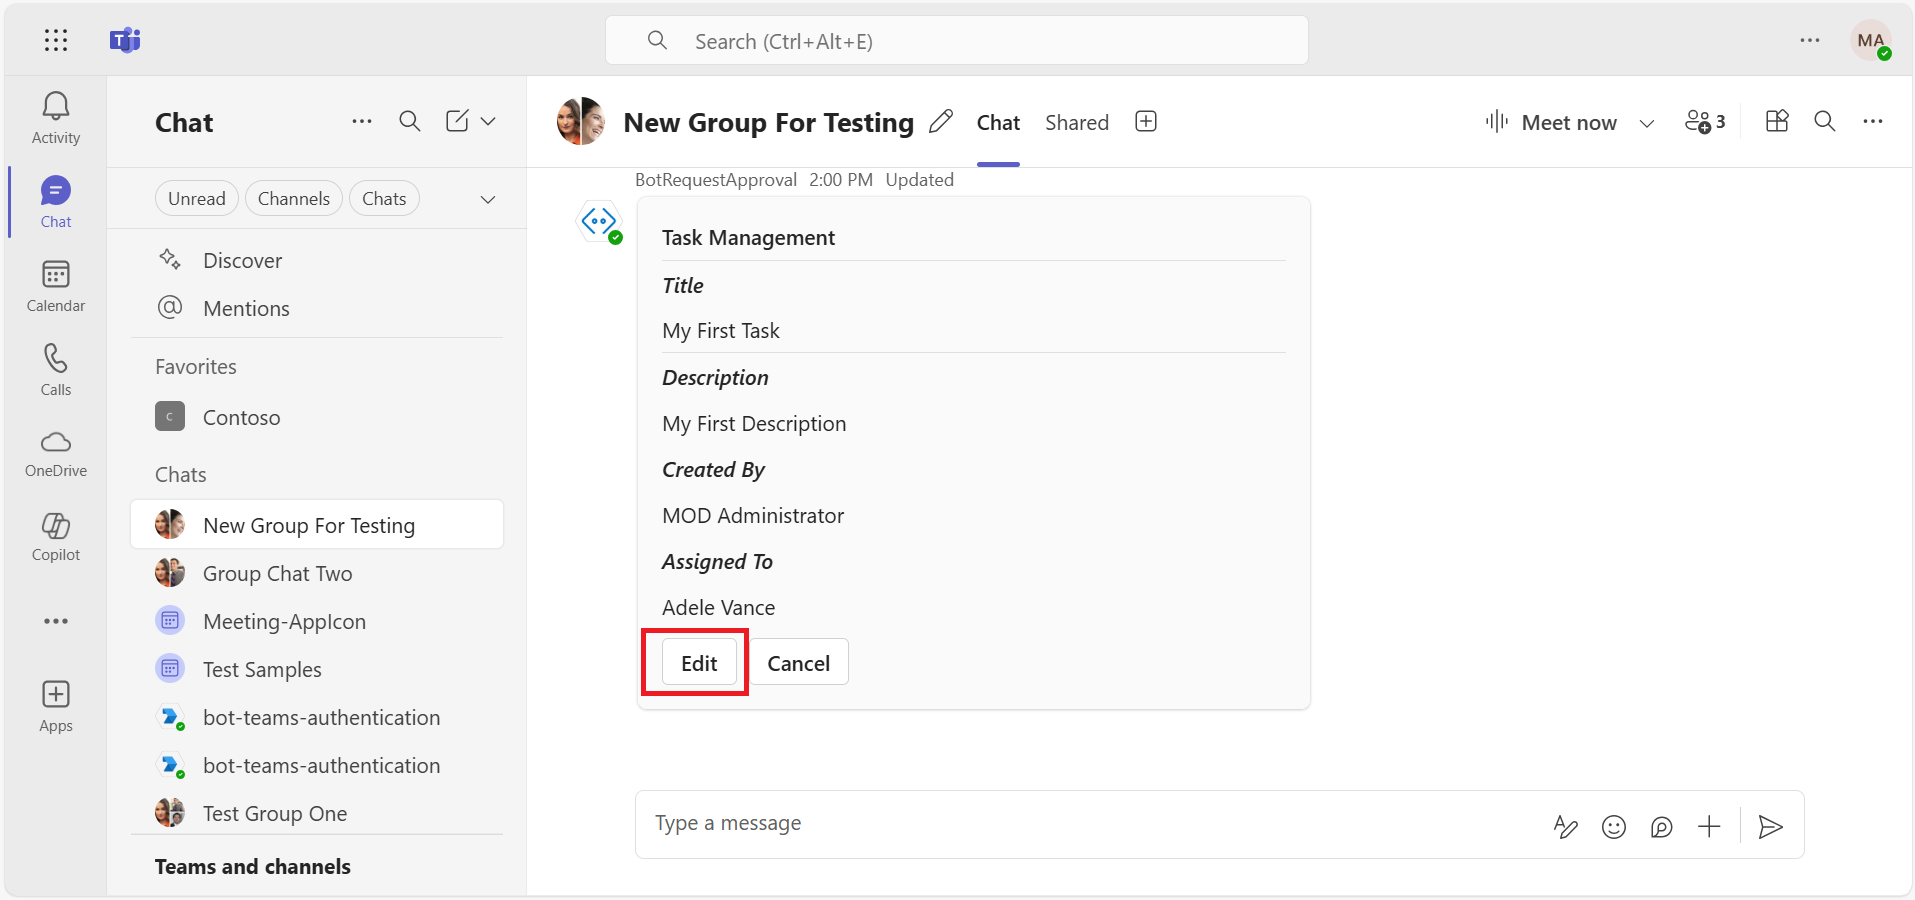 Search (Ctrl+Alt+E)
MA
Activity
Chat
Calendar
Calls
OneDrive
Copilot
Apps
Chat
Unread Channels Chats
Discover
Mentions
Favorites
C Contoso
Chats
New Group For Testing
Group Chat Two
Meeting-AppIcon
Test Samples
bot-teams-authentication
bot-teams-authentication
Test Group One
Teams and channels
New Group For Testing Chat Shared Meet now 3
BotRequestApproval 2:00 PM Updated
Task Management
Title
My First Task
Description
My First Description
Created By
MOD Administrator
Assigned To
Adele Vance
Edit Cancel
Type a message